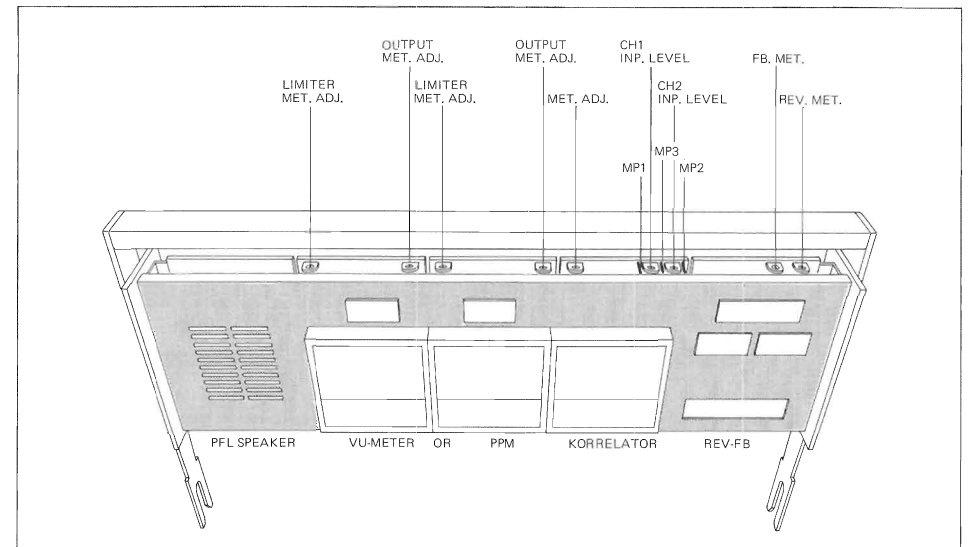 OUTPUT
MET. ADJ.
OUTPUT
MET. ADJ.
CH1
INP. LEVEL
FB. MET.
LIMITER
MET. ADJ.
LIMITER
MET. ADJ.
MET. ADJ.
CH2
INP. LEVEL
REV. MET.
MP3
MP1
MP2
PFL SPEAKER
VU-METER OR PPM
KORRELATOR
REV-FB